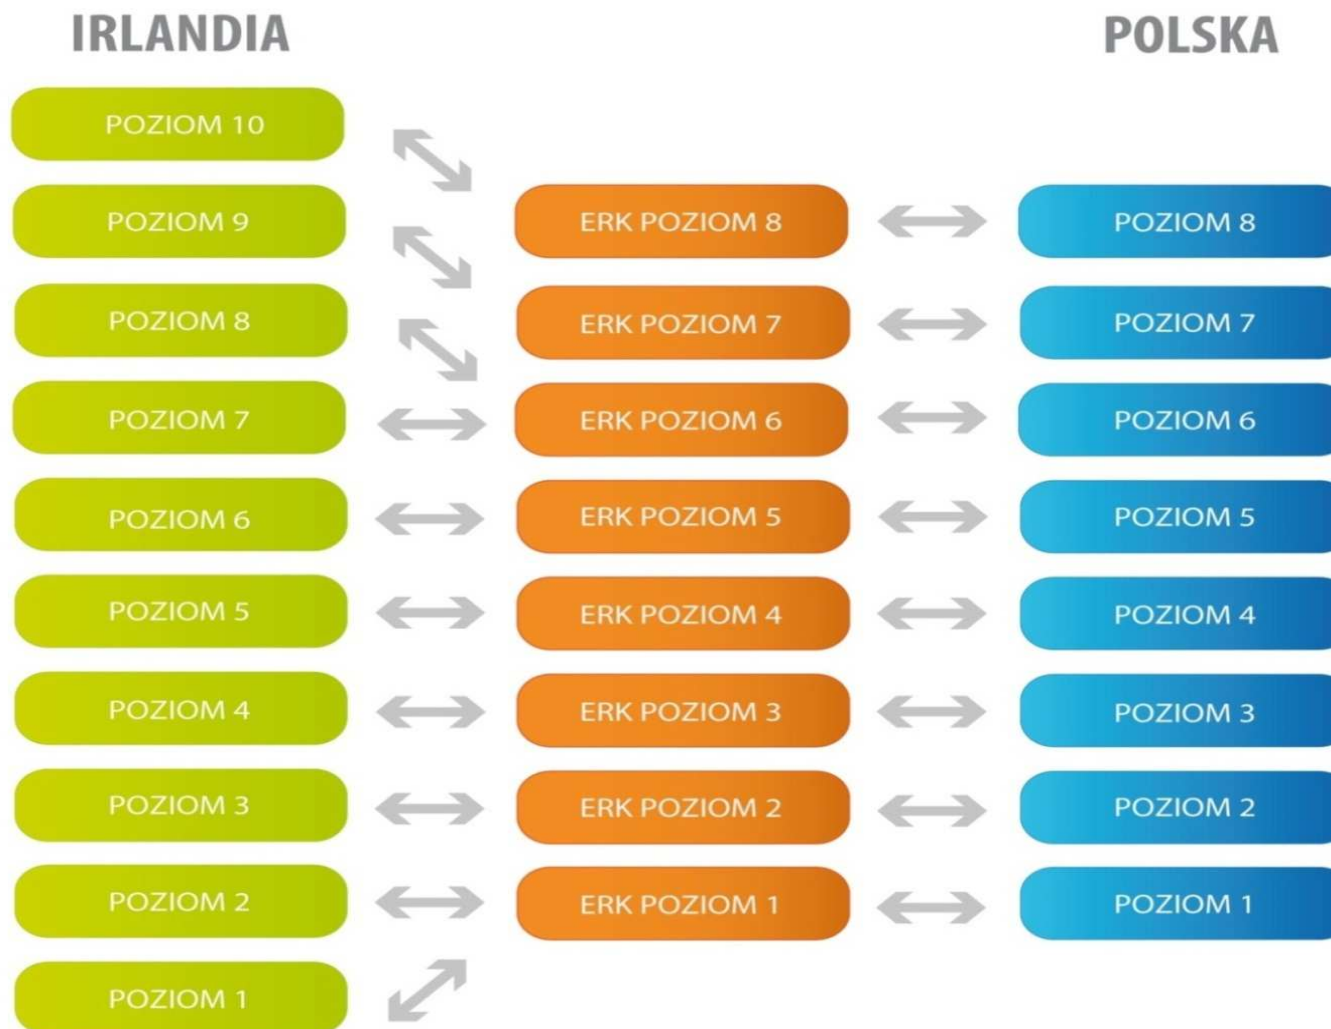 IRLANDIA POLSKA
POZIOM 10
POZIOM 9 ERK POZIOM 8 POZIOM 8
POZIOM 8 ERK POZIOM 7 POZIOM 7
POZIOM 7 ERK POZIOM 6 POZIOM 6
POZIOM 6 ERK POZIOM 5 POZIOM 5
POZIOM 5 ERK POZIOM 4 POZIOM 4
POZIOM 4 ERK POZIOM 3 POZIOM 3
POZIOM 3 ERK POZIOM 2 POZIOM 2
POZIOM 2 ERK POZIOM 1 POZIOM 1
POZIOM 1